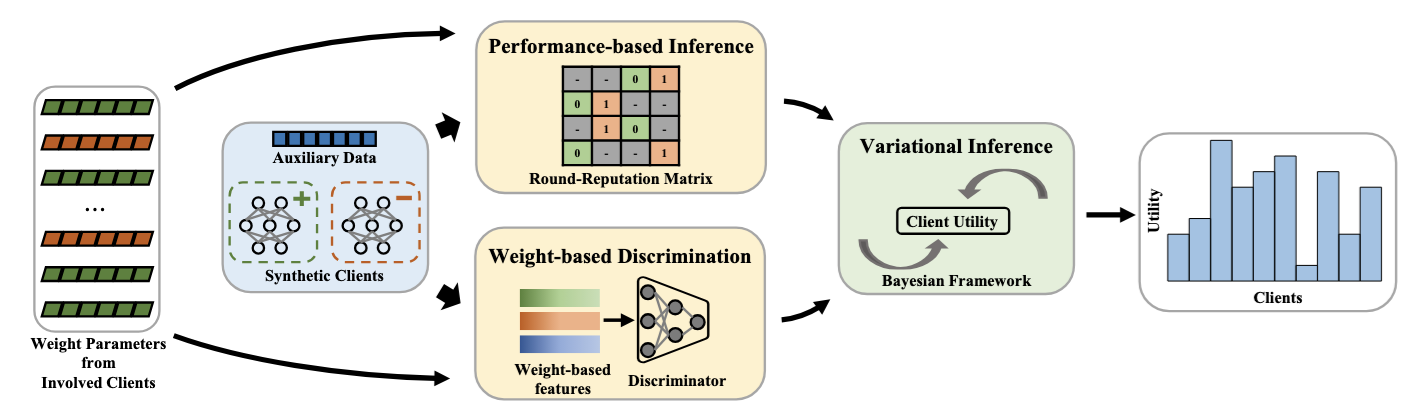 Weight Parameters
from
Involved Clients
Auxiliary Data
+
−
Synthetic Clients
Performance-based Inference
- - 0 1
0 1 - -
- 1 0 -
0 - - 1
Round-Reputation Matrix
Weight-based Discrimination
Weight-based
features
Discriminator
Variational Inference
Client Utility
Bayesian Framework
Utility
Clients
...